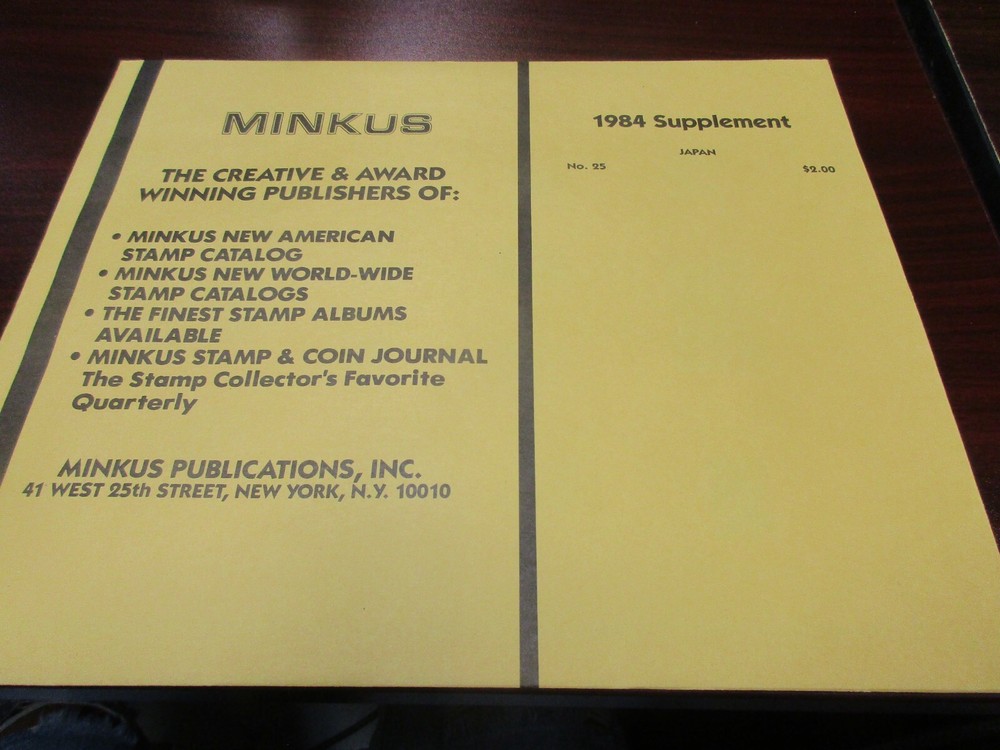 MINKUS
THE CREATIVE & AWARD
WINNING PUBLISHERS OF:
• MINKUS NEW AMERICAN
STAMP CATALOG
• MINKUS NEW WORLD-WIDE
STAMP CATALOGS
• THE FINEST STAMP ALBUMS
AVAILABLE
• MINKUS STAMP & COIN JOURNAL
The Stamp Collector's Favorite
Quarterly
MINKUS PUBLICATIONS, INC.
41 WEST 25th STREET, NEW YORK, N.Y. 10010
1984 Supplement
JAPAN
No. 25 $2.00